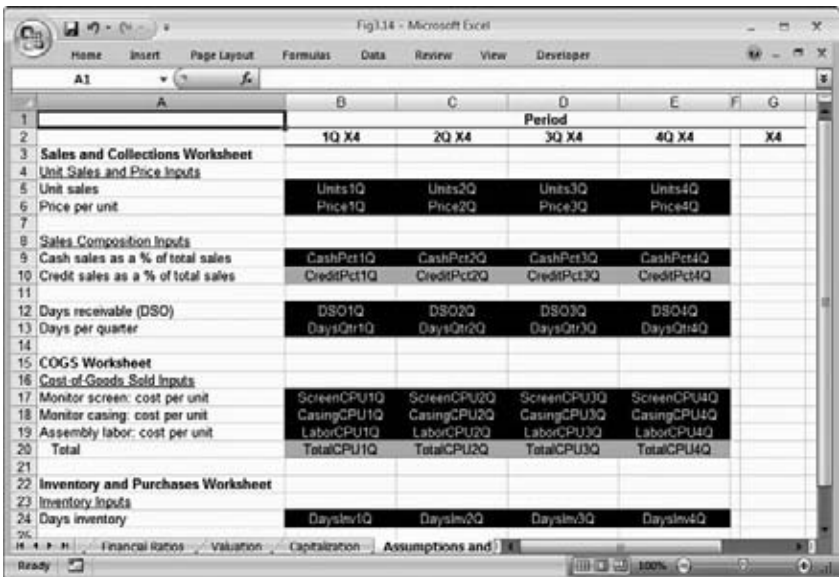 Fig3.14 - Microsoft Excel
Home Insert Page Layout Formulas Data Review View Developer
A1 fx
A B C D E F G
1 Period
2 1Q X4 2Q X4 3Q X4 4Q X4 X4
3 Sales and Collections Worksheet
4 Unit Sales and Price Inputs
5 Unit sales Units1Q Units2Q Units3Q Units4Q
6 Price per unit Price1Q Price2Q Price3Q Price4Q
7
8 Sales Composition Inputs
9 Cash sales as a % of total sales CashPct1Q CashPct2Q CashPct3Q CashPct4Q
10 Credit sales as a % of total sales CreditPct1Q CreditPct2Q CreditPct3Q CreditPct4Q
11
12 Days receivable (DSO) DSO1Q DSO2Q DSO3Q DSO4Q
13 Days per quarter DaysQtr1Q DaysQtr2Q DaysQtr3Q DaysQtr4Q
14
15 COGS Worksheet
16 Cost-of-Goods Sold Inputs
17 Monitor screen: cost per unit ScreenCPU1Q ScreenCPU2Q ScreenCPU3Q ScreenCPU4Q
18 Monitor casing: cost per unit CasingCPU1Q CasingCPU2Q CasingCPU3Q CasingCPU4Q
19 Assembly labor: cost per unit LaborCPU1Q LaborCPU2Q LaborCPU3Q LaborCPU4Q
20 Total TotalCPU1Q TotalCPU2Q TotalCPU3Q TotalCPU4Q
21
22 Inventory and Purchases Worksheet
23 Inventory Inputs
24 Days inventory DaysInv1Q DaysInv2Q DaysInv3Q DaysInv4Q
25
Financial Ratios Valuation Capitalization Assumptions and
Ready 100%